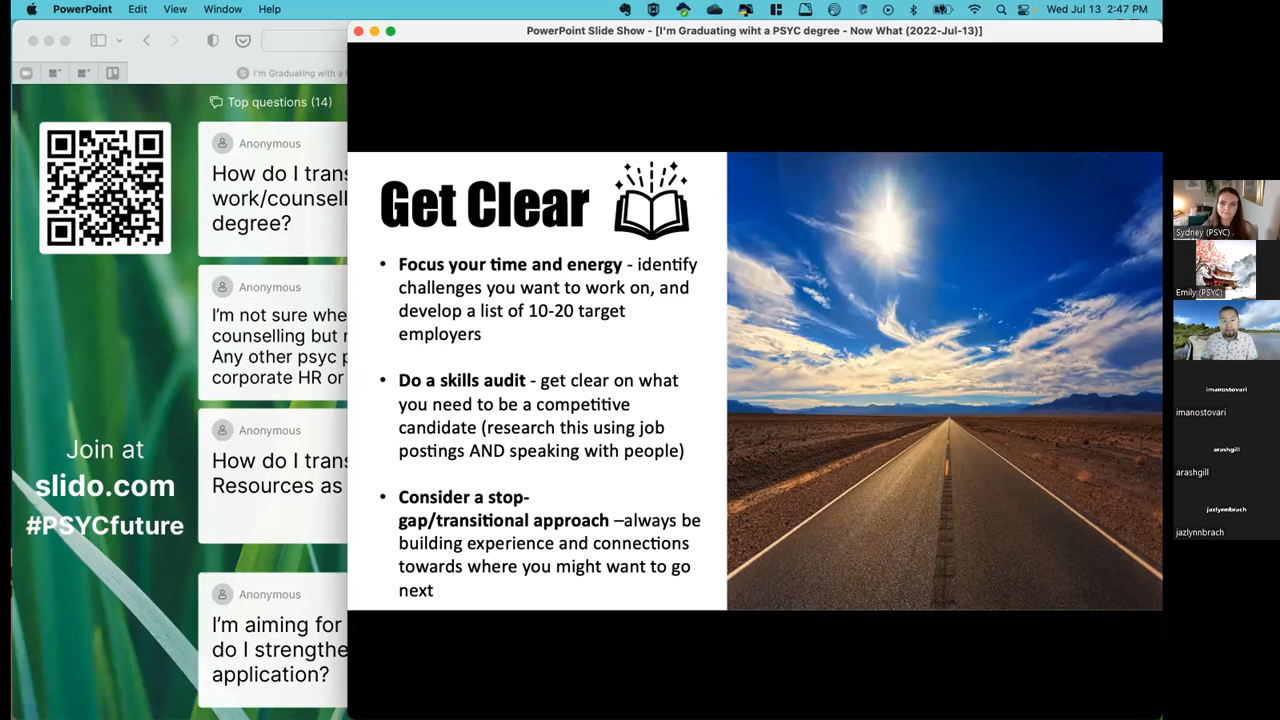 PowerPoint Edit View Window Help
Wed Jul 13 2:47 PM
PowerPoint Slide Show - [I'm Graduating wiht a PSYC degree - Now What (2022-Jul-13)]
I'm Graduating with a
Top questions (14)
Anonymous
How do I trans
work/counsell
degree?
Anonymous
I'm not sure whe
counselling but
Any other psyc p
corporate HR or
Anonymous
How do I trans
Resources as
Anonymous
I'm aiming for
do I strengthe
application?
Join at
slido.com
#PSYCfuture
Get Clear
• Focus your time and energy - identify
challenges you want to work on, and
develop a list of 10-20 target
employers
• Do a skills audit - get clear on what
you need to be a competitive
candidate (research this using job
postings AND speaking with people)
• Consider a stop-
gap/transitional approach –always be
building experience and connections
towards where you might want to go
next
Sydney (PSYC)
Emily (PSYC)
imanostovari
imanostovari
arashgill
arashgill
jazlynnbrach
jazlynnbrach